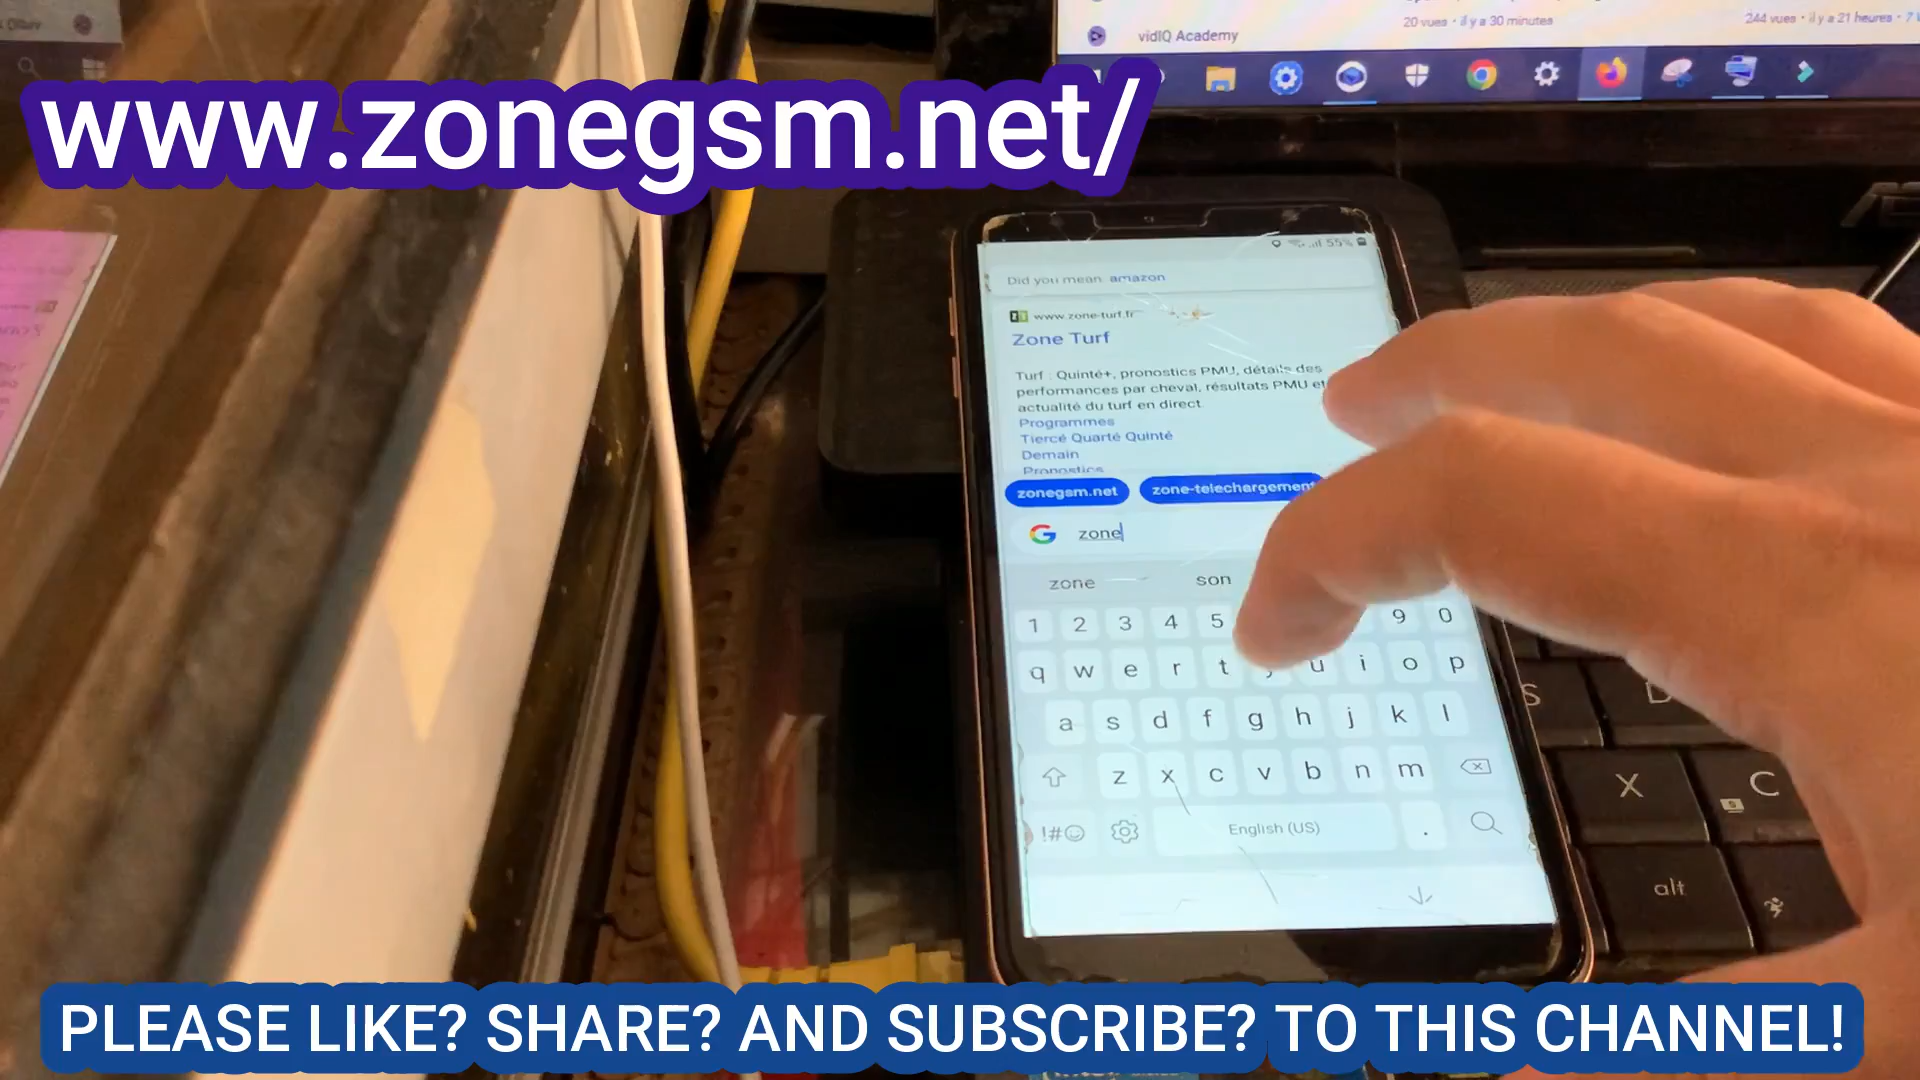 20 vues • il y a 30 minutes
244 vues • il y a 21 heures •
vidIQ Academy
www.zonegsm.net/
55%
Did you mean amazon
www.zone-turf.fr
Zone Turf
Turf : Quinté+, pronostics PMU, détails des
performances par cheval, résultats PMU et
actualité du turf en direct.
Programmes
Tiercé Quarté Quinté
Demain
Pronostics
zonegsm.net
zone-telechargement
zone
zone
son
1 2 3 4 5 9 0
q w e r t u i o p
a s d f g h j k l
z x c v b n m
!#☺ English (US) .
S D
X C
alt
PLEASE LIKE? SHARE? AND SUBSCRIBE? TO THIS CHANNEL!